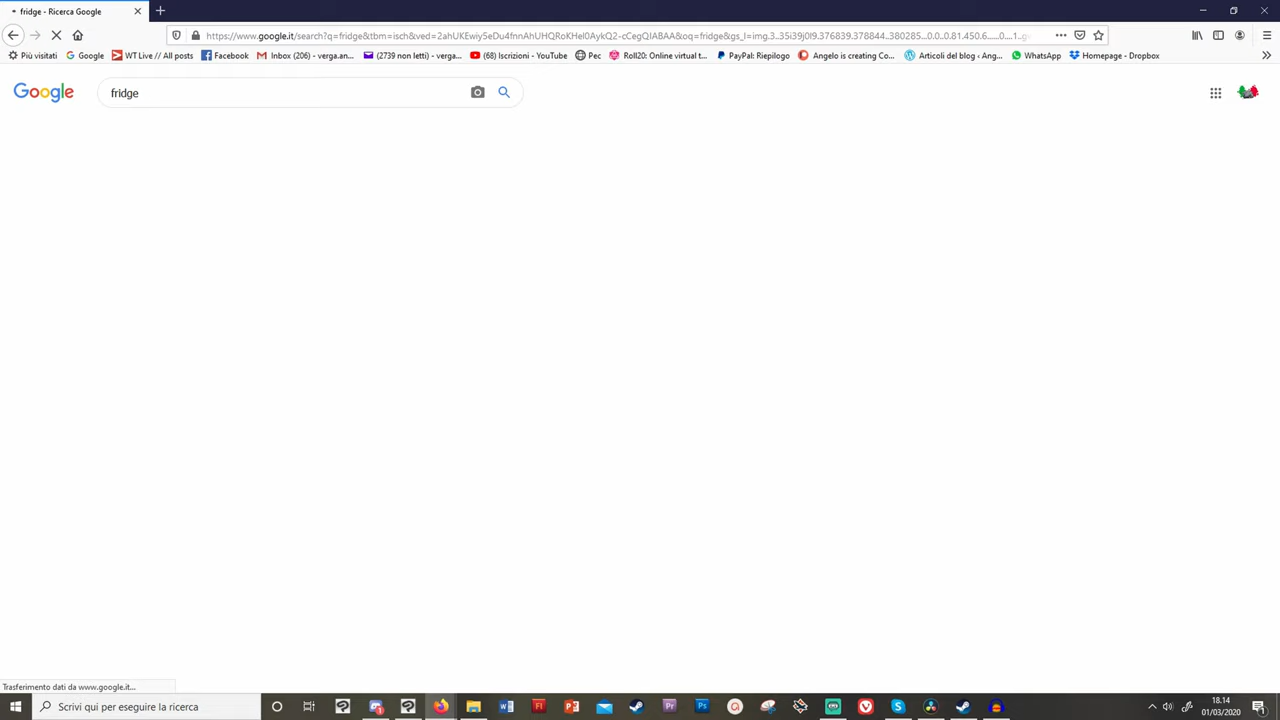 fridge - Ricerca Google
https://www.google.it/search?q=fridge&tbm=isch&ved=2ahUKEwiySeDu4fnnAhUHQRoKHel0AykQ2-cCegQIABAA&oq=fridge&gs_l=img.3..35i39j0l9.376839.378844..380285...0.0..0.81.450.6......0....1..g
Più visitati Google WT Live // All posts Facebook Inbox (206) - verga.an... (2739 non letti) - verga... (68) Iscrizioni - YouTube Pec Roll20: Online virtual t... PayPal: Riepilogo Angelo is creating Co... Articoli del blog ‹ Ang... WhatsApp Homepage - Dropbox
Google fridge
Trasferimento dati da www.google.it...
Scrivi qui per eseguire la ricerca
18.14
01/03/2020